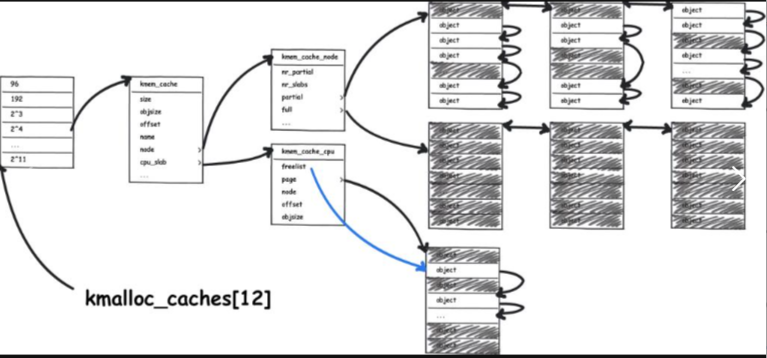 96
192
2^3
2^4
...
2^11
kmalloc_caches[12]
kmem_cache
size
objsize
offset
name
node
cpu_slab
...
kmem_cache_node
nr_partial
nr_slabs
partial
full
...
kmem_cache_cpu
freelist
page
node
offset
objsize
object
object
object
object
object
object
object
object
object
object
object
object
object
object
...
object
object
object
object
...